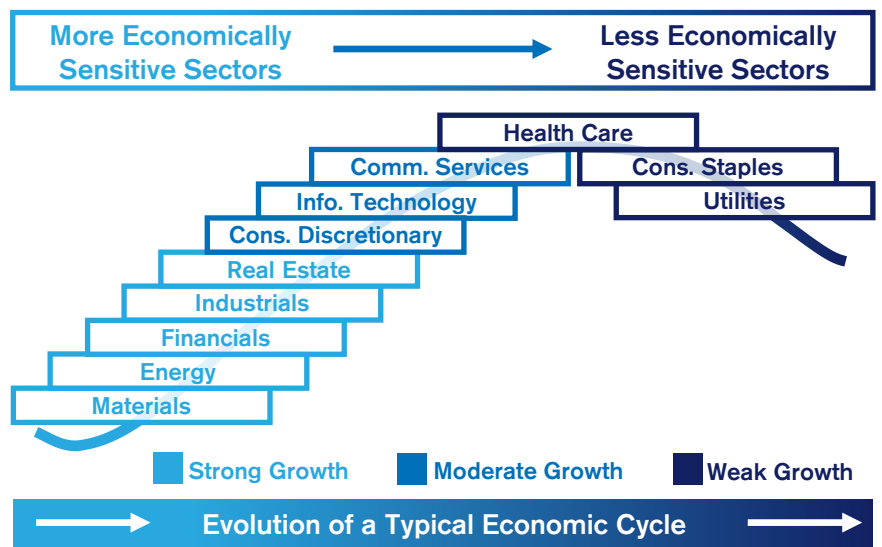 More Economically
Sensitive Sectors
Less Economically
Sensitive Sectors
Health Care
Comm. Services
Cons. Staples
Info. Technology
Utilities
Cons. Discretionary
Real Estate
Industrials
Financials
Energy
Materials
Strong Growth
Moderate Growth
Weak Growth
Evolution of a Typical Economic Cycle